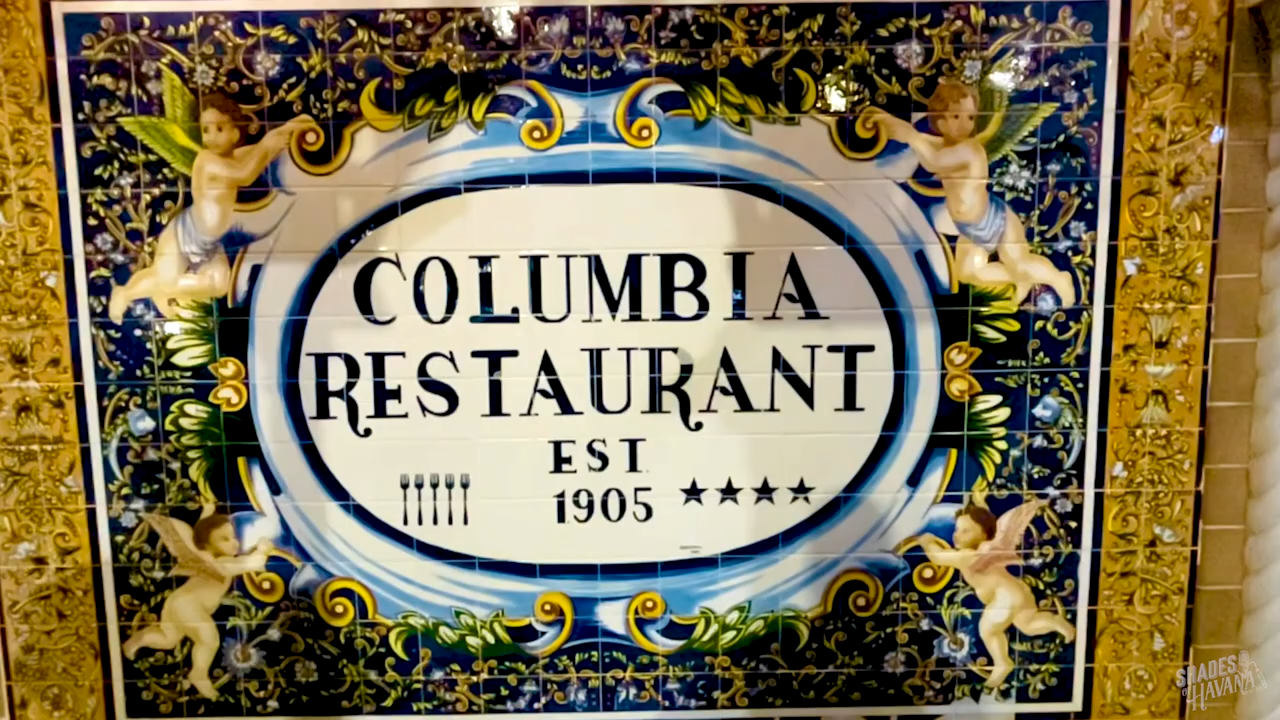 COLUMBIA
RESTAURANT
EST.
1905
SHADES
of HAVANA